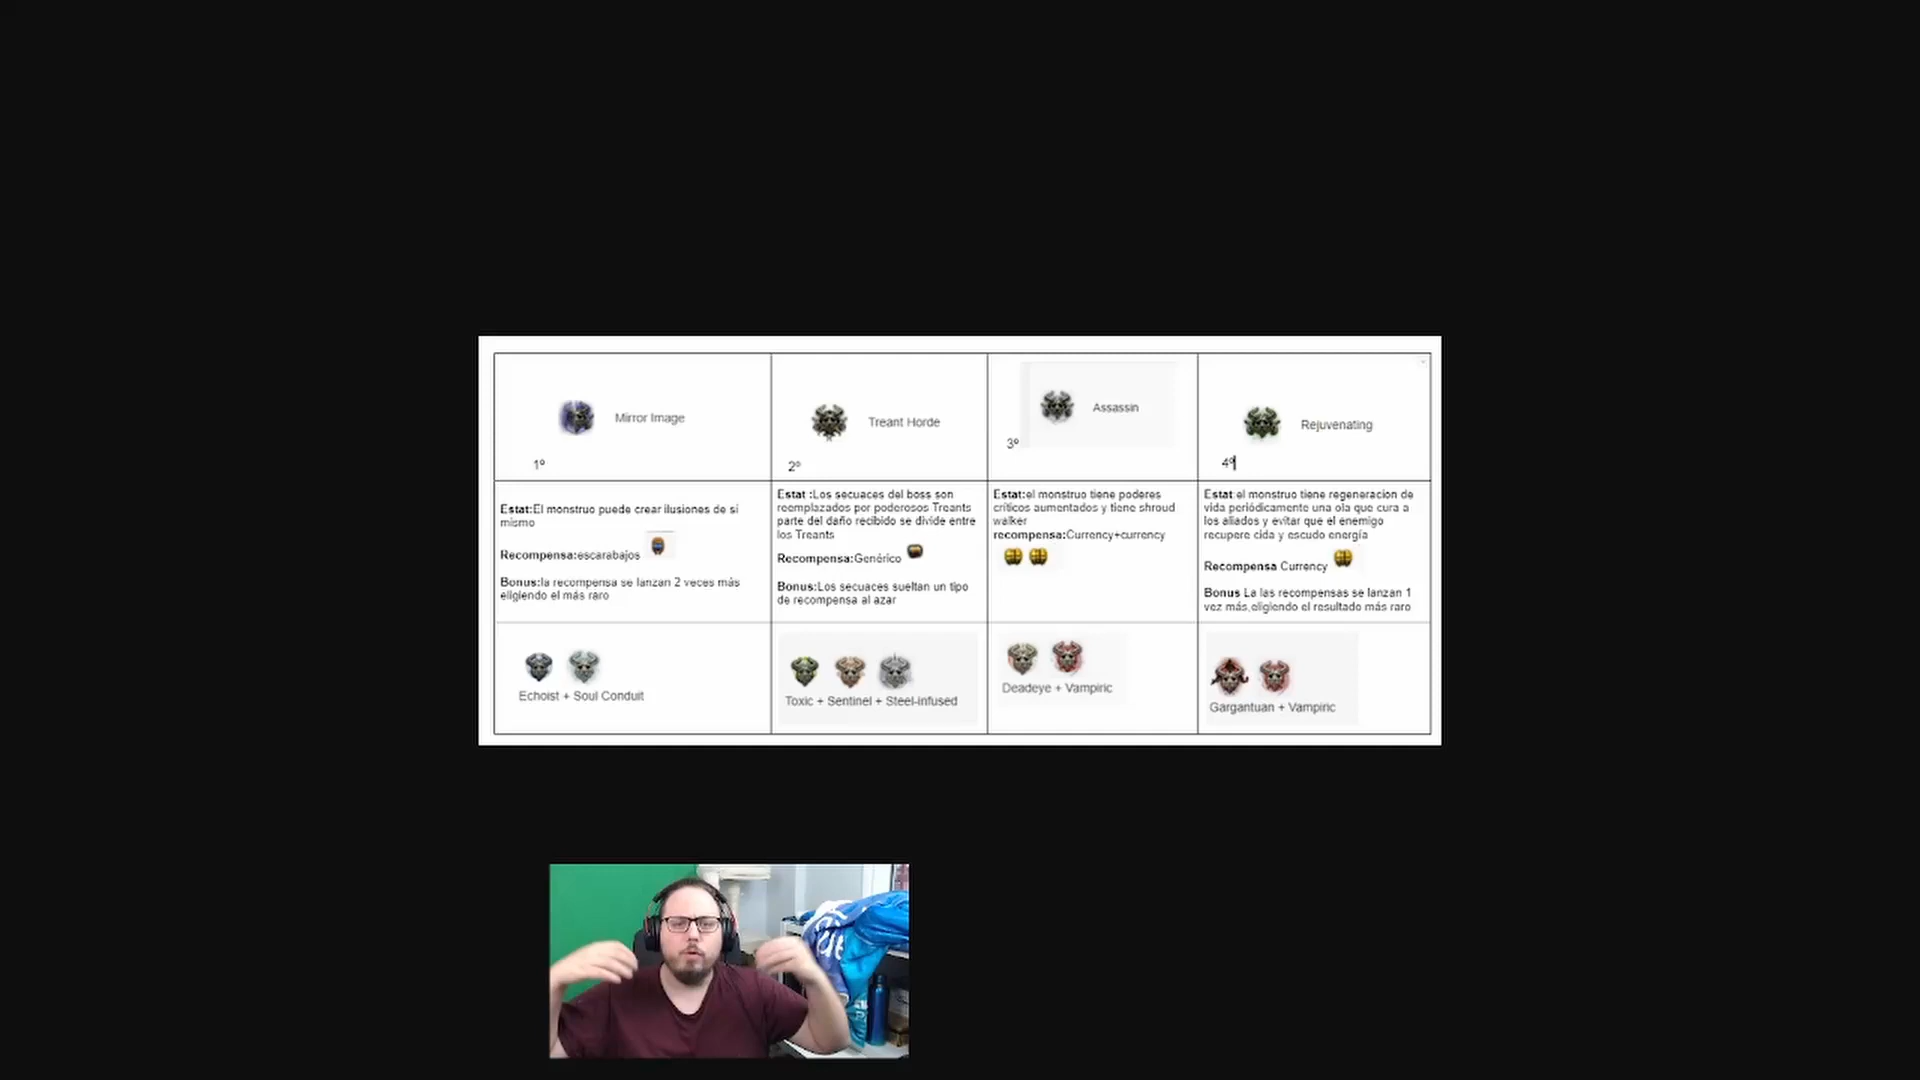 Mirror Image
1º
Treant Horde
2º
Assassin
3º
Rejuvenating
4º
Estat:El monstruo puede crear ilusiones de si
mismo
Recompensa:escarabajos
Bonus:la recompensa se lanzan 2 veces más
eligiendo el más raro
Estat :Los secuaces del boss son
reemplazados por poderosos Treants
parte del daño recibido se divide entre
los Treants
Recompensa:Genérico
Bonus:Los secuaces sueltan un tipo
de recompensa al azar
Estat:el monstruo tiene poderes
críticos aumentados y tiene shroud
walker
recompensa:Currency+currency
Estat:el monstruo tiene regeneracion de
vida periódicamente una ola que cura a
los aliados y evitar que el enemigo
recupere cida y escudo energía
Recompensa Currency
Bonus La las recompensas se lanzan 1
vez más,eligiendo el resultado más raro
Echoist + Soul Conduit
Toxic + Sentinel + Steel-infused
Deadeye + Vampiric
Gargantuan + Vampiric